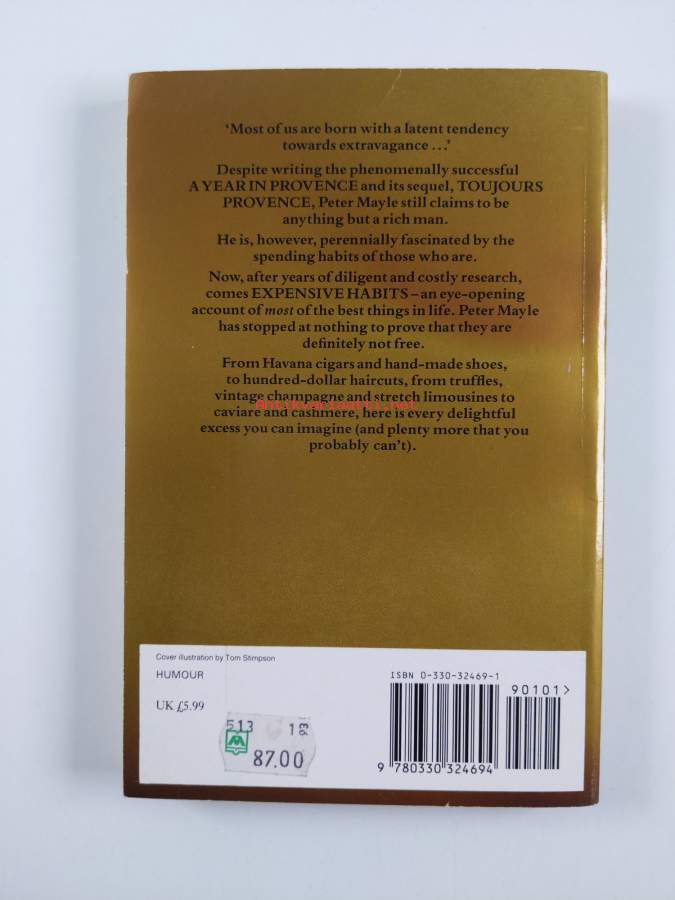 ‘Most of us are born with a latent tendency
towards extravagance ...’
Despite writing the phenomenally successful
A YEAR IN PROVENCE and its sequel, TOUJOURS
PROVENCE, Peter Mayle still claims to be
anything but a rich man.
He is, however, perennially fascinated by the
spending habits of those who are.
Now, after years of diligent and costly research,
comes EXPENSIVE HABITS – an eye-opening
account of most of the best things in life. Peter Mayle
has stopped at nothing to prove that they are
definitely not free.
From Havana cigars and hand-made shoes,
to hundred-dollar haircuts, from truffles,
vintage champagne and stretch limousines to
caviare and cashmere, here is every delightful
excess you can imagine (and plenty more that you
probably can’t).
Cover illustration by Tom Stimpson
HUMOUR
UK £5.99
513 1 93
87.00
ISBN 0-330-32469-1
90101>
9 780330 324694